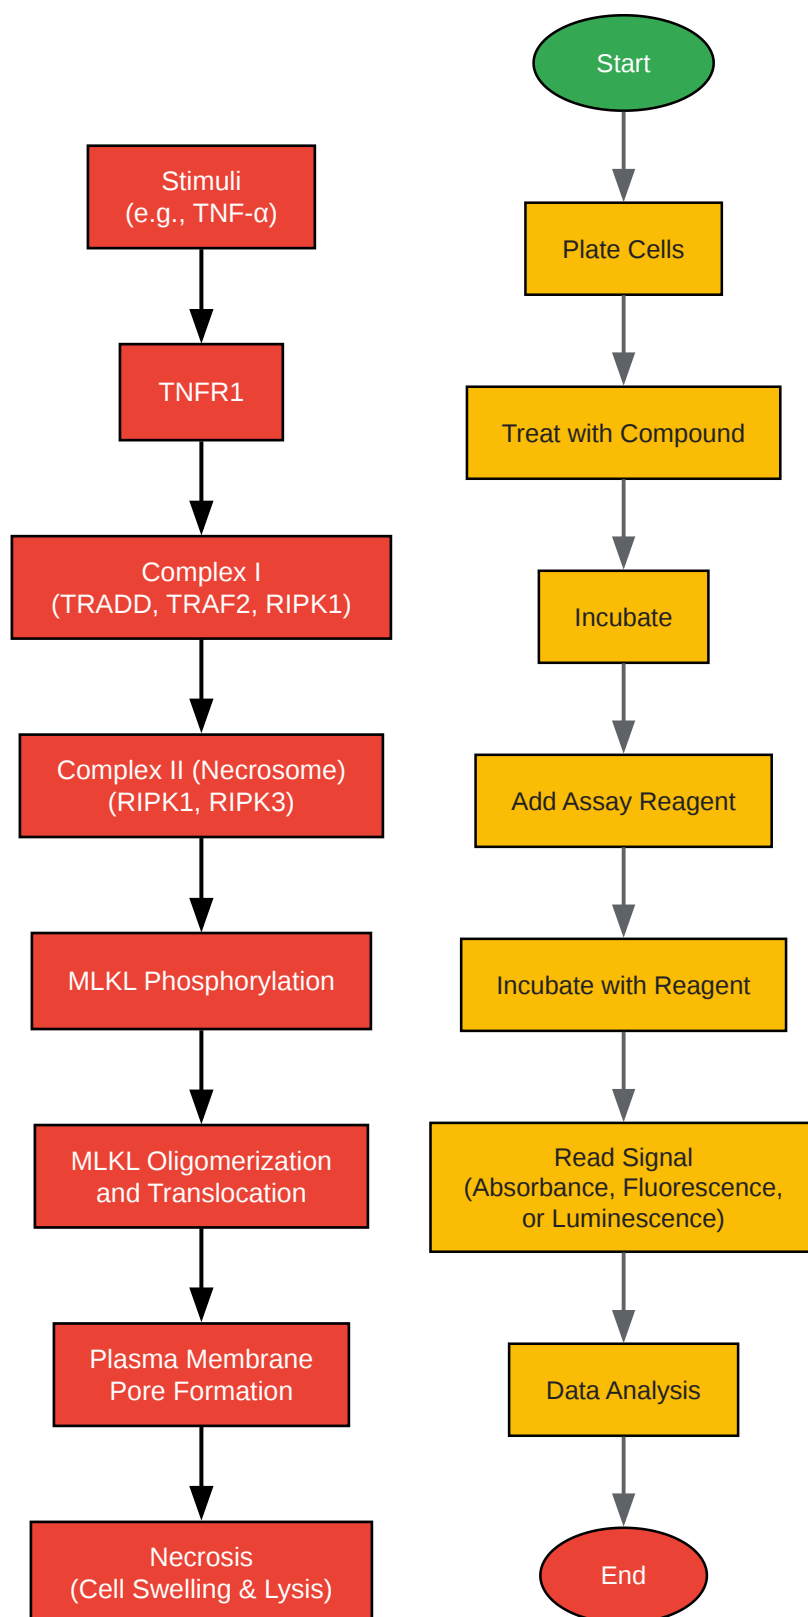 Stimuli
(e.g., TNF-α)
TNFR1
Complex I
(TRADD, TRAF2, RIPK1)
Complex II (Necrosome)
(RIPK1, RIPK3)
MLKL Phosphorylation
MLKL Oligomerization
and Translocation
Plasma Membrane
Pore Formation
Necrosis
(Cell Swelling & Lysis)
Start
Plate Cells
Treat with Compound
Incubate
Add Assay Reagent
Incubate with Reagent
Read Signal
(Absorbance, Fluorescence,
or Luminescence)
Data Analysis
End